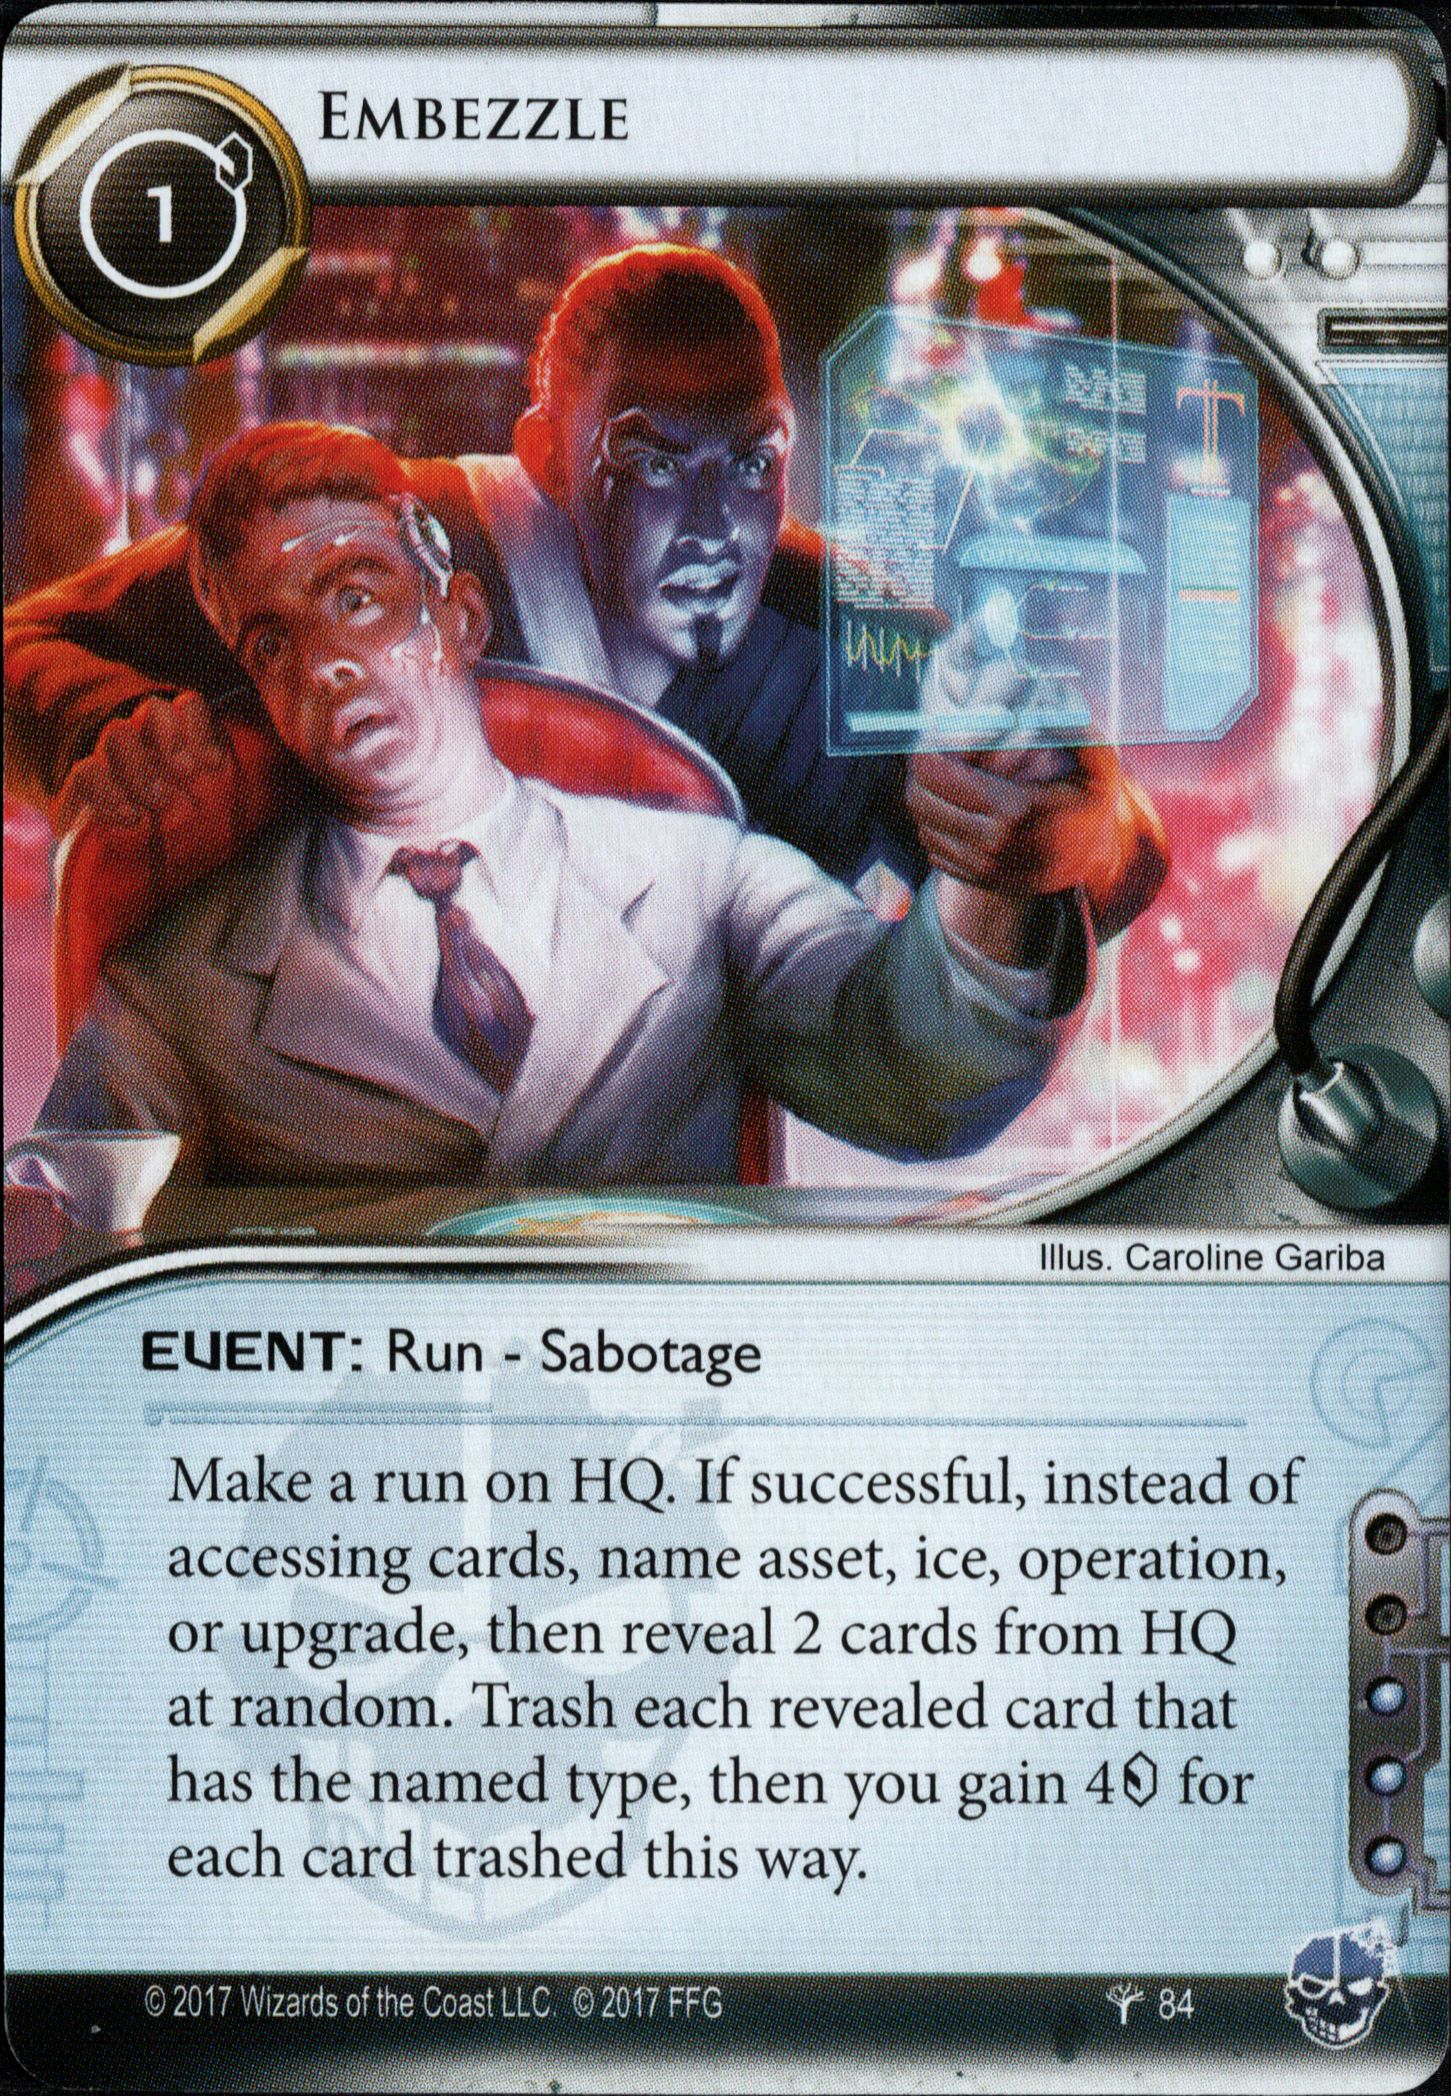 EMBEZZLE
1
Illus. Caroline Gariba
EVENT: Run - Sabotage
Make a run on HQ. If successful, instead of
accessing cards, name asset, ice, operation,
or upgrade, then reveal 2 cards from HQ
at random. Trash each revealed card that
has the named type, then you gain 4 for
each card trashed this way.
© 2017 Wizards of the Coast LLC. © 2017 FFG
84